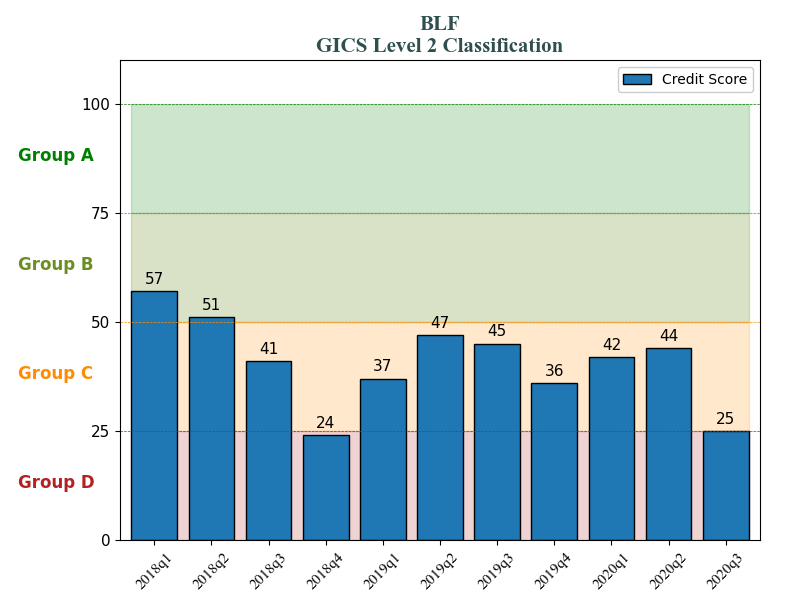 BLF
GICS Level 2 Classification
Credit Score
100
Group A
75
Group B
57
51
50
47
45
44
42
41
Group C
37
36
25
25
24
Group D
0
2018q1
2018q2
2018q3
2018q4
2019q1
2019q2
2019q3
2019q4
2020q1
2020q2
2020q3